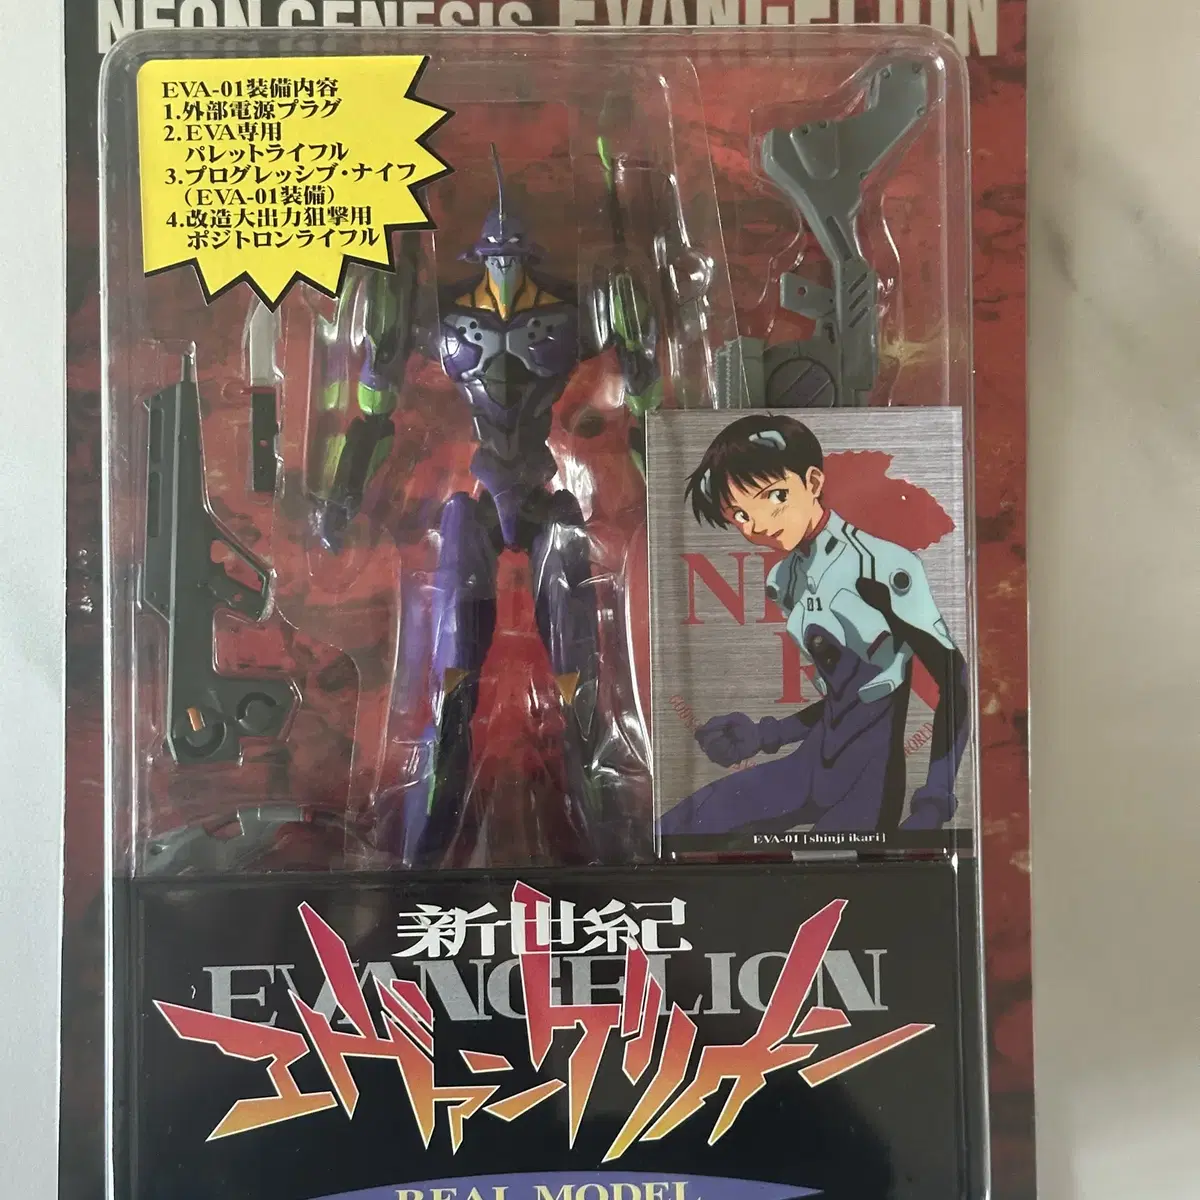 NEON GENESIS EVANGELION
EVA-01装備内容
1.外部電源プラグ
2.EVA専用
パレットライフル
3.プログレッシブ・ナイフ
(EVA-01装備)
4.改造大出力狙撃用
ポジトロンライフル
01
EVA-01 [shinji ikari]
新世紀
EVANGELION
エヴァンゲリオン
REAL MODEL